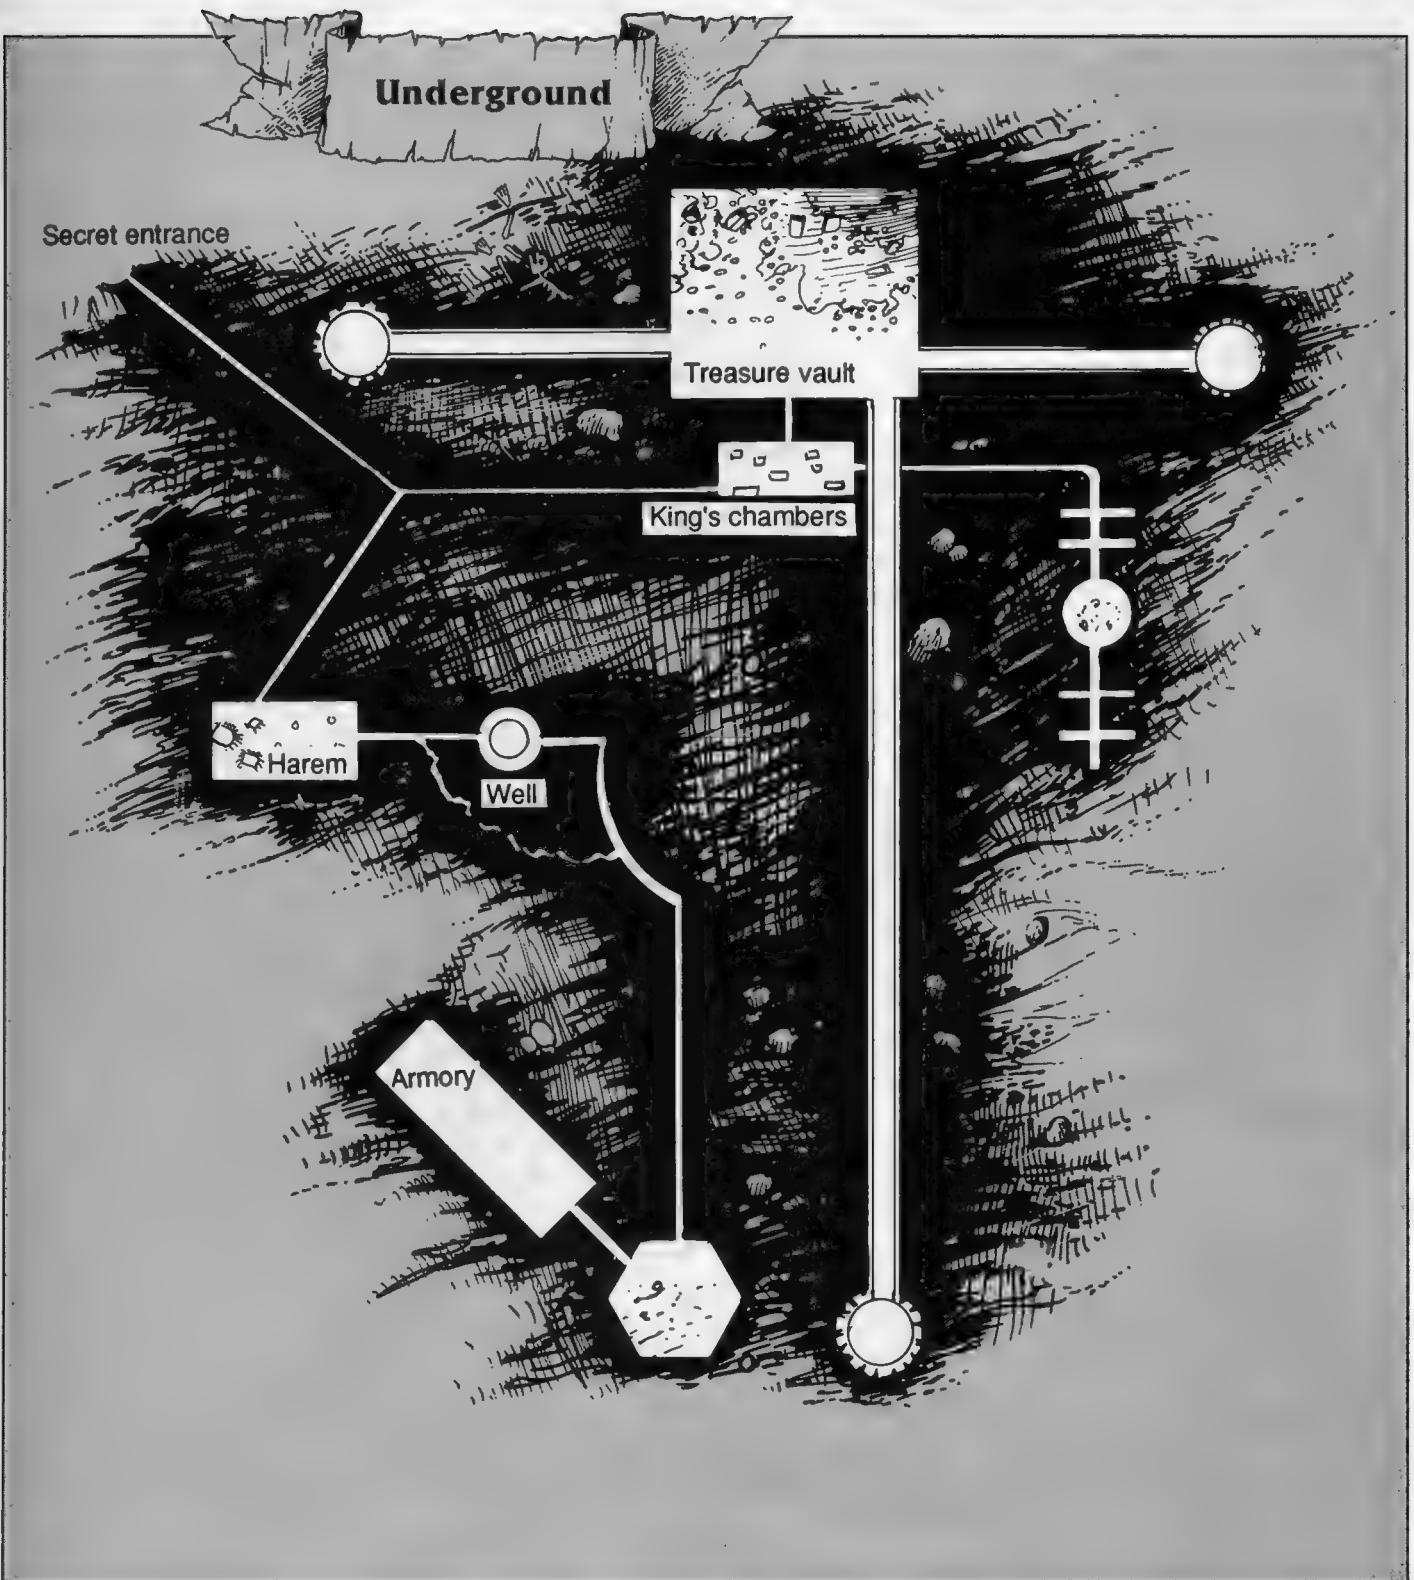 Underground
Secret entrance
Treasure vault
King's chambers
Harem
Well
Armory